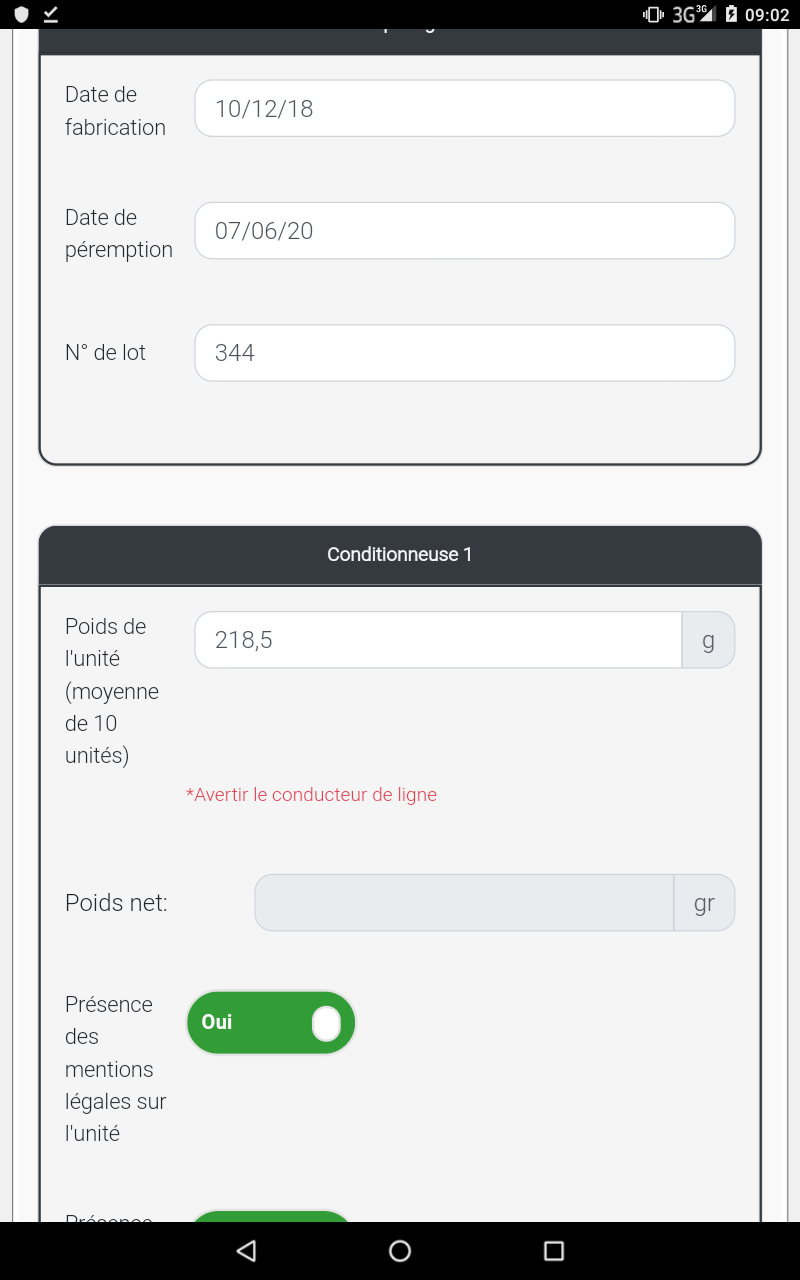 3G 3G 09:02
Date de
fabrication
10/12/18
Date de
péremption
07/06/20
N° de lot
344
Conditionneuse 1
Poids de
l'unité
(moyenne
de 10
unités)
218,5
g
*Avertir le conducteur de ligne
Poids net:
gr
Présence
des
mentions
légales sur
l'unité
Oui
Présence